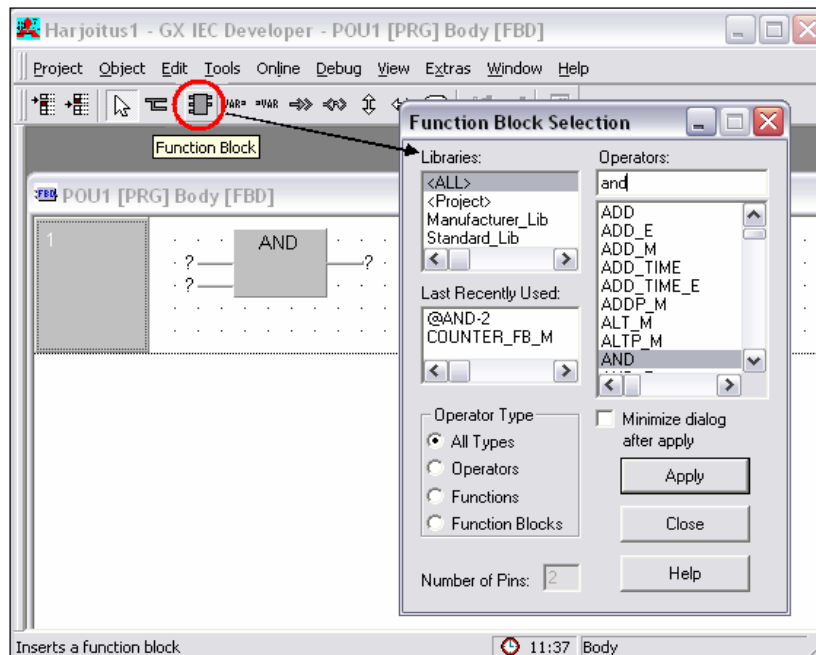 Harjoitus1 - GX IEC Developer - POU1 [PRG] Body [FBD]
Project Object Edit Tools Online Debug View Extras Window Help
VAR= =VAR
Function Block
POU1 [PRG] Body [FBD]
1
AND
?
?
?
Function Block Selection
Libraries:
<ALL>
<Project>
Manufacturer_Lib
Standard_Lib
Last Recently Used:
@AND-2
COUNTER_FB_M
Operator Type
All Types
Operators
Functions
Function Blocks
Number of Pins: 2
Operators:
and
ADD
ADD_E
ADD_M
ADD_TIME
ADD_TIME_E
ADDP_M
ALT_M
ALTP_M
AND
Minimize dialog
after apply
Apply
Close
Help
Inserts a function block
11:37 Body